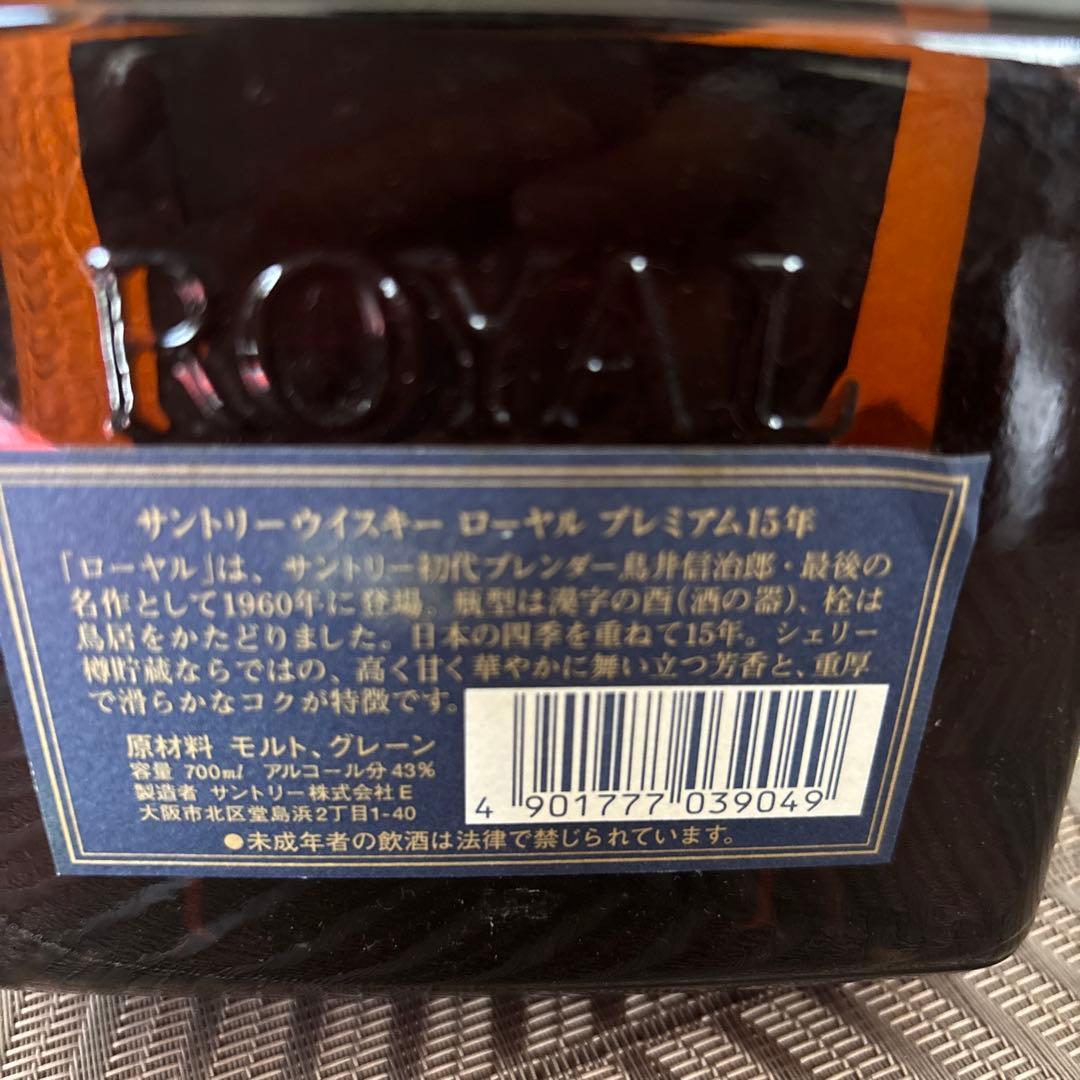 ROYAL
サントリーウイスキー ローヤル プレミアム15年
「ローヤル」は、サントリー初代ブレンダー鳥井信治郎・最後の
名作として1960年に登場。瓶型は漢字の酉(酒の器)、栓は
鳥居をかたどりました。日本の四季を重ねて15年。シェリー
樽貯蔵ならではの、高く甘く華やかに舞い立つ芳香と、重厚
で滑らかなコクが特徴です。
原材料 モルト、グレーン
容量 700ml アルコール分43%
製造者 サントリー株式会社E
大阪市北区堂島浜2丁目1-40
4 901777 039049
●未成年者の飲酒は法律で禁じられています。